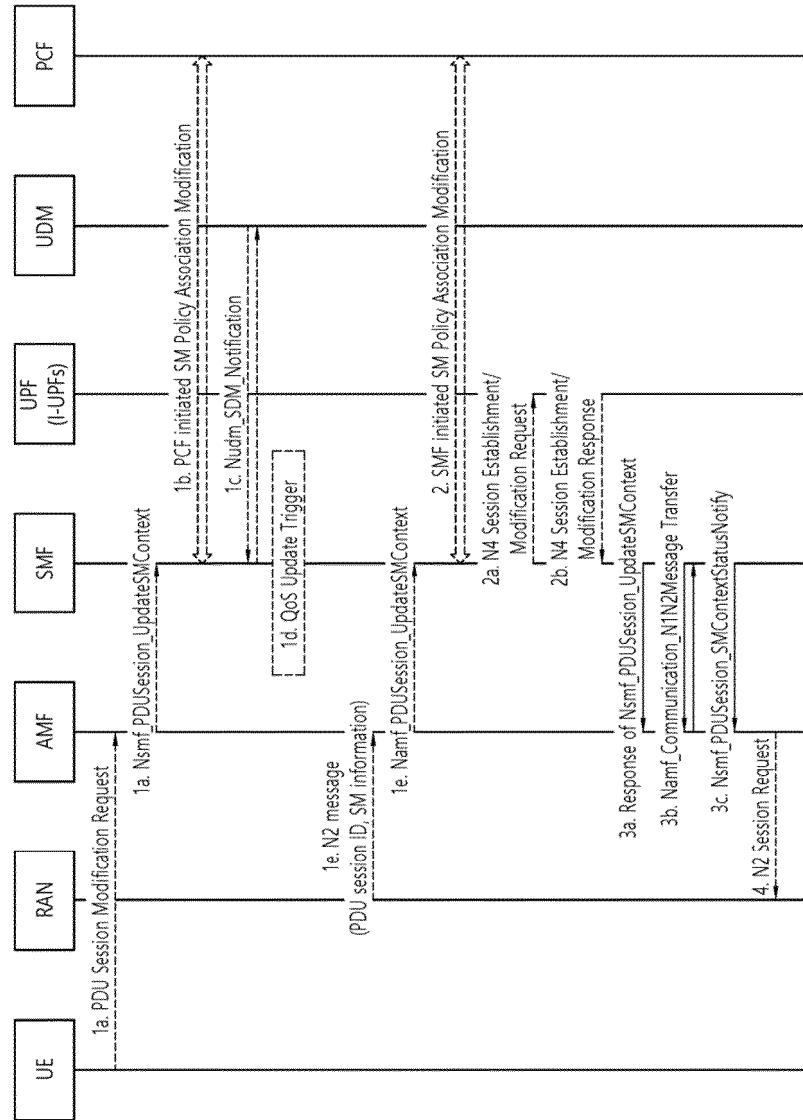 UE
RAN
AMF
SMF
UPF
(I-UPFs)
UDM
PCF
1a. PDU Session Modification Request
1a. Nsmf_PDUSession_UpdateSMContext
1b. PCF initiated SM Policy Association Modification
1c. Nudm_SDM_Notification
1d. QoS Update Trigger
1e. N2 message
(PDU session ID, SM information)
1e. Namf_PDUSession_UpdateSMContext
2. SMF initiated SM Policy Association Modification
2a. N4 Session Establishment/
Modification Request
2b. N4 Session Establishment/
Modification Response
3a. Response of Nsmf_PDUSession_UpdateSMContext
3b. Namf_Communication_N1N2Message Transfer
3c. Nsmf_PDUSession_SMContextStatusNotify
4. N2 Session Request